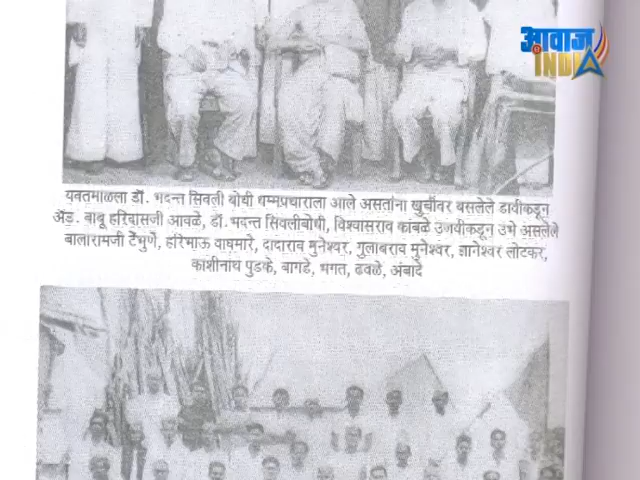 आवाज
INDIA
यवतमाळला डॉ. भदन्त सिवली बोधी धम्मप्रचाराला आले असतांना खुर्चीवर बसलेले डावीकडून
ॲड. बाबू हरिदासजी आवळे, डॉ. भदन्त सिवलीबोधी, विश्वासराव कांबळे उजवीकडून उभे असलेले
बालारामजी टेंभुर्णे, हरिभाऊ वाघमारे, दादाराव मुनेश्वर, गुलाबराव मुनेश्वर, ज्ञानेश्वर लोटकर,
काशीनाथ पुडके, बागडे, भगत, ढवळे, अंबादे